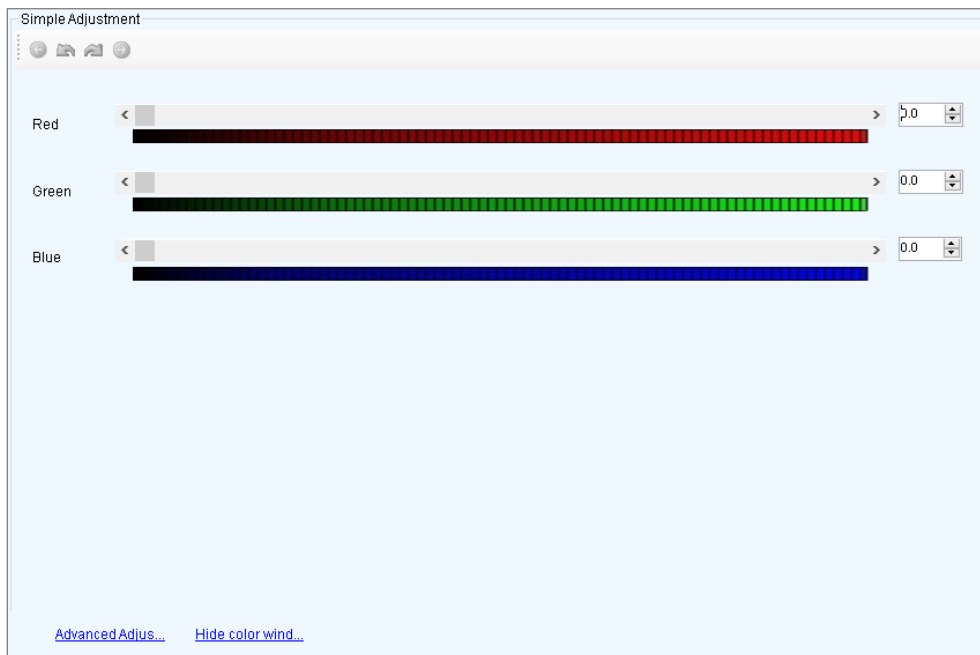 Simple Adjustment
Red 0.0
Green 0.0
Blue 0.0
Advanced Adjus... Hide color wind...